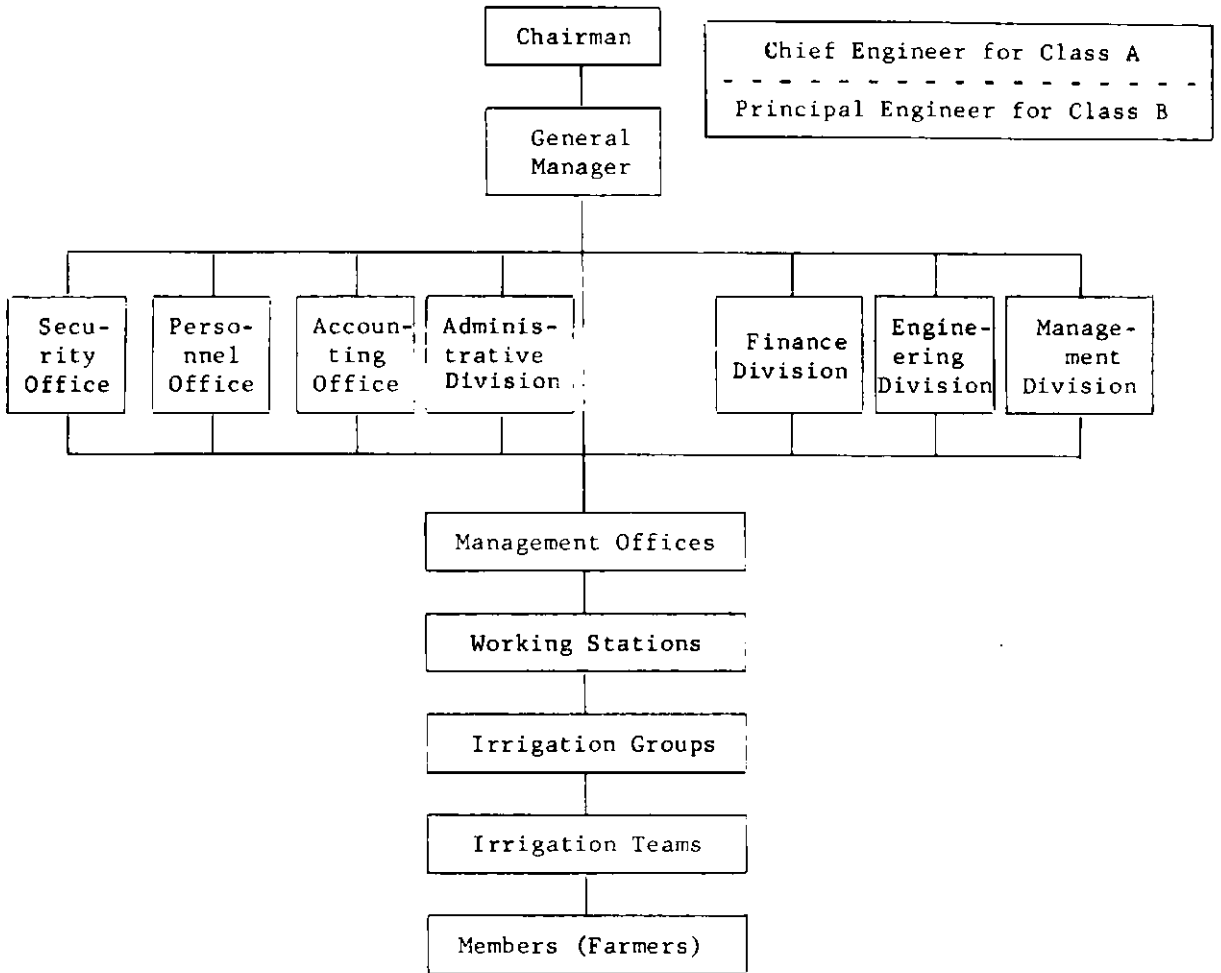 Chairman
Chief Engineer for Class A
Principal Engineer for Class B
General
Manager
Secu-
rity
Office
Perso-
nnel
Office
Accoun-
ting
Office
Adminis-
trative
Division
Finance
Division
Engine-
ering
Division
Manage-
ment
Division
Management Offices
Working Stations
Irrigation Groups
Irrigation Teams
Members (Farmers)